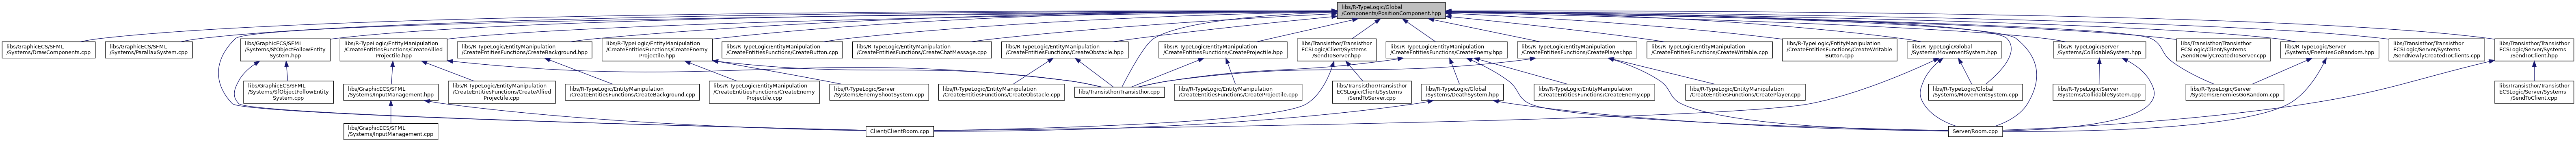 libs/R-TypeLogic/Global
/Components/PositionComponent.hpp
libs/GraphicECS/SFML
/Systems/DrawComponents.cpp
libs/GraphicECS/SFML
/Systems/ParallaxSystem.cpp
libs/GraphicECS/SFML
/Systems/SfObjectFollowEntity
System.hpp
libs/R-TypeLogic/EntityManipulation
/CreateEntitiesFunctions/CreateAllied
Projectile.hpp
libs/R-TypeLogic/EntityManipulation
/CreateEntitiesFunctions/CreateBackground.hpp
libs/R-TypeLogic/EntityManipulation
/CreateEntitiesFunctions/CreateEnemy
Projectile.hpp
libs/R-TypeLogic/EntityManipulation
/CreateEntitiesFunctions/CreateButton.cpp
libs/R-TypeLogic/EntityManipulation
/CreateEntitiesFunctions/CreateChatMessage.cpp
libs/R-TypeLogic/EntityManipulation
/CreateEntitiesFunctions/CreateObstacle.hpp
libs/R-TypeLogic/EntityManipulation
/CreateEntitiesFunctions/CreateProjectile.hpp
libs/Transisthor/Transisthor
ECSLogic/Client/Systems
/SendToServer.hpp
libs/R-TypeLogic/EntityManipulation
/CreateEntitiesFunctions/CreateEnemy.hpp
libs/R-TypeLogic/EntityManipulation
/CreateEntitiesFunctions/CreatePlayer.hpp
libs/R-TypeLogic/EntityManipulation
/CreateEntitiesFunctions/CreateWritable.cpp
libs/R-TypeLogic/EntityManipulation
/CreateEntitiesFunctions/CreateWritable
Button.cpp
libs/R-TypeLogic/Global
/Systems/MovementSystem.hpp
libs/R-TypeLogic/Server
/Systems/CollidableSystem.hpp
libs/Transisthor/Transisthor
ECSLogic/Client/Systems
/SendNewlyCreatedToServer.cpp
libs/R-TypeLogic/Server
/Systems/EnemiesGoRandom.hpp
libs/Transisthor/Transisthor
ECSLogic/Server/Systems
/SendNewlyCreatedToClients.cpp
libs/Transisthor/Transisthor
ECSLogic/Server/Systems
/SendToClient.hpp
libs/GraphicECS/SFML
/Systems/SfObjectFollowEntity
System.cpp
libs/GraphicECS/SFML
/Systems/InputManagement.hpp
libs/R-TypeLogic/EntityManipulation
/CreateEntitiesFunctions/CreateAllied
Projectile.cpp
libs/R-TypeLogic/EntityManipulation
/CreateEntitiesFunctions/CreateBackground.cpp
libs/R-TypeLogic/EntityManipulation
/CreateEntitiesFunctions/CreateEnemy
Projectile.cpp
libs/R-TypeLogic/Server
/Systems/EnemyShootSystem.cpp
libs/R-TypeLogic/EntityManipulation
/CreateEntitiesFunctions/CreateObstacle.cpp
libs/Transisthor/Transisthor.cpp
libs/R-TypeLogic/EntityManipulation
/CreateEntitiesFunctions/CreateProjectile.cpp
libs/Transisthor/Transisthor
ECSLogic/Client/Systems
/SendToServer.cpp
libs/R-TypeLogic/Global
/Systems/DeathSystem.hpp
libs/R-TypeLogic/EntityManipulation
/CreateEntitiesFunctions/CreateEnemy.cpp
libs/R-TypeLogic/EntityManipulation
/CreateEntitiesFunctions/CreatePlayer.cpp
libs/R-TypeLogic/Global
/Systems/MovementSystem.cpp
libs/R-TypeLogic/Server
/Systems/CollidableSystem.cpp
libs/R-TypeLogic/Server
/Systems/EnemiesGoRandom.cpp
libs/Transisthor/Transisthor
ECSLogic/Server/Systems
/SendToClient.cpp
libs/GraphicECS/SFML
/Systems/InputManagement.cpp
Client/ClientRoom.cpp
Server/Room.cpp